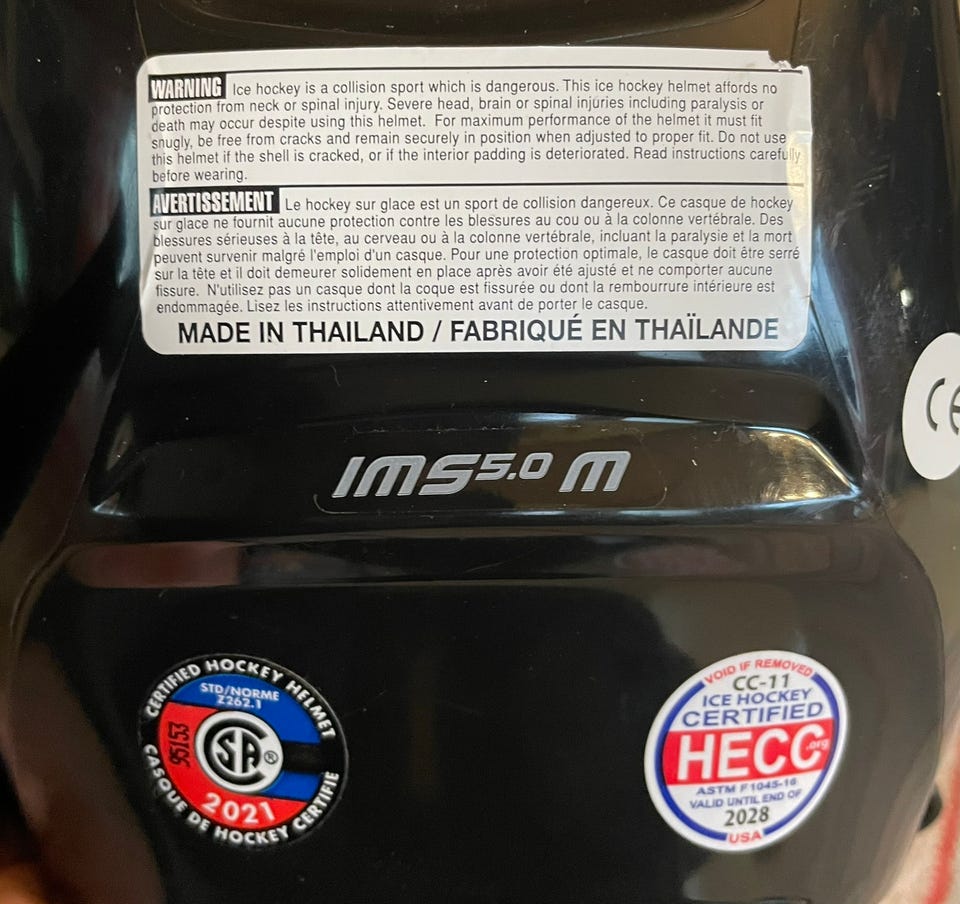 WARNING Ice hockey is a collision sport which is dangerous. This ice hockey helmet affords no
protection from neck or spinal injury. Severe head, brain or spinal injuries including paralysis or
death may occur despite using this helmet. For maximum performance of the helmet it must fit
snugly, be free from cracks and remain securely in position when adjusted to proper fit. Do not use
this helmet if the shell is cracked, or if the interior padding is deteriorated. Read instructions carefully
before wearing.
AVERTISSEMENT Le hockey sur glace est un sport de collision dangereux. Ce casque de hockey
sur glace ne fournit aucune protection contre les blessures au cou ou à la colonne vertébrale. Des
blessures sérieuses à la tête, au cerveau ou à la colonne vertébrale, incluant la paralysie et la mort
peuvent survenir malgré l'emploi d'un casque. Pour une protection optimale, le casque doit être serré
sur la tête et il doit demeurer solidement en place après avoir été ajusté et ne comporter aucune
fissure. N'utilisez pas un casque dont la coque est fissurée ou dont la rembourrure intérieure est
endommagée. Lisez les instructions attentivement avant de porter le casque.
MADE IN THAILAND / FABRIQUÉ EN THAÏLANDE
CE
IMS 5.0 M
CERTIFIED HOCKEY HELMET
STD/NORME
Z262.1
95153
CSA®
2021
CASQUE DE HOCKEY CERTIFIÉ
VOID IF REMOVED
CC-11
ICE HOCKEY
CERTIFIED
HECC.org
ASTM F1045-16
VALID UNTIL END OF
2028
USA